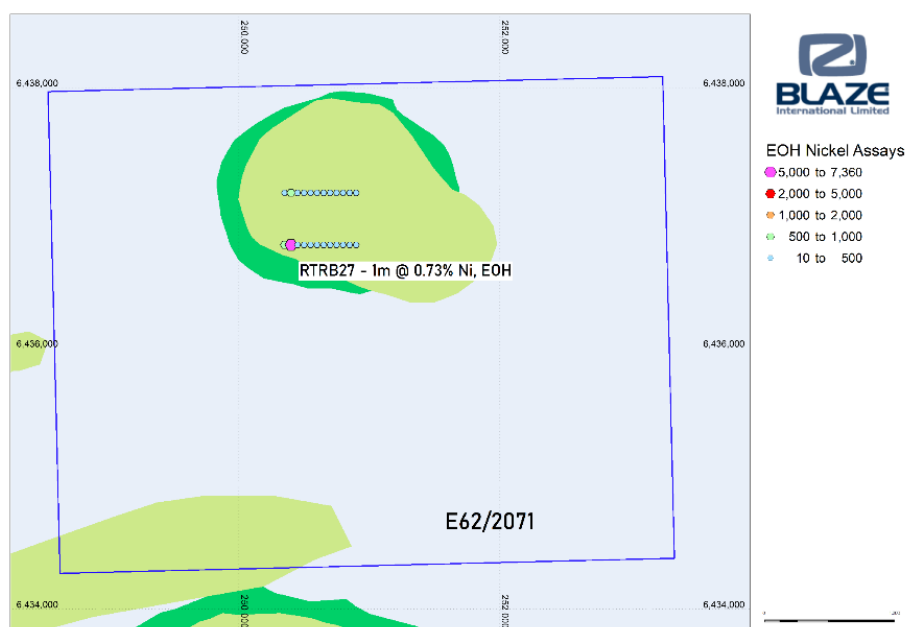 250,000
252,000
6,438,000
6,438,000
BLAZE
International Limited
EOH Nickel Assays
5,000 to 7,360
2,000 to 5,000
1,000 to 2,000
500 to 1,000
10 to 500
RTRB27 - 1m @ 0.73% Ni, EOH
6,436,000
6,436,000
E62/2071
6,434,000
6,434,000
250,000
252,000
0